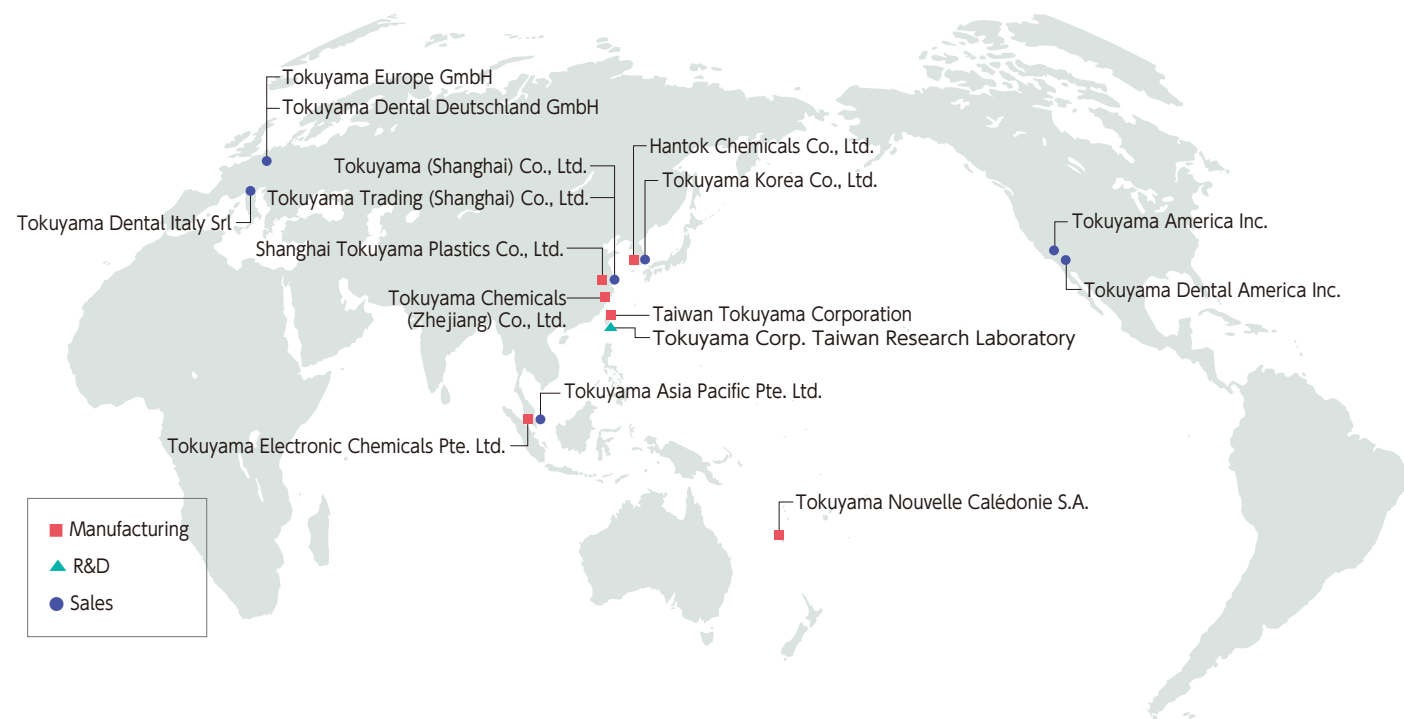 Tokuyama Europe GmbH
Tokuyama Dental Deutschland GmbH
Tokuyama Dental Italy Srl
Tokuyama (Shanghai) Co., Ltd.
Tokuyama Trading (Shanghai) Co., Ltd.
Shanghai Tokuyama Plastics Co., Ltd.
Tokuyama Chemicals
(Zhejiang) Co., Ltd.
Hantok Chemicals Co., Ltd.
Tokuyama Korea Co., Ltd.
Taiwan Tokuyama Corporation
Tokuyama Corp. Taiwan Research Laboratory
Tokuyama Asia Pacific Pte. Ltd.
Tokuyama Electronic Chemicals Pte. Ltd.
Tokuyama Nouvelle Calédonie S.A.
Tokuyama America Inc.
Tokuyama Dental America Inc.
Manufacturing
R&D
Sales